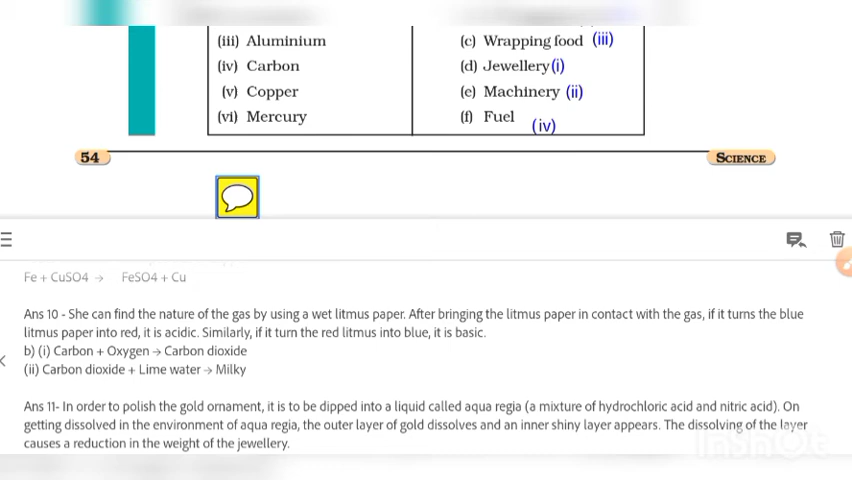 (iii) Aluminium (c) Wrapping food (iii)
(iv) Carbon (d) Jewellery (i)
(v) Copper (e) Machinery (ii)
(vi) Mercury (f) Fuel (iv)
54 SCIENCE
Fe + CuSO4 → FeSO4 + Cu
Ans 10 - She can find the nature of the gas by using a wet litmus paper. After bringing the litmus paper in contact with the gas, if it turns the blue
litmus paper into red, it is acidic. Similarly, if it turn the red litmus into blue, it is basic.
b) (i) Carbon + Oxygen → Carbon dioxide
(ii) Carbon dioxide + Lime water → Milky
Ans 11- In order to polish the gold ornament, it is to be dipped into a liquid called aqua regia (a mixture of hydrochloric acid and nitric acid). On
getting dissolved in the environment of aqua regia, the outer layer of gold dissolves and an inner shiny layer appears. The dissolving of the layer
causes a reduction in the weight of the jewellery.
InShot